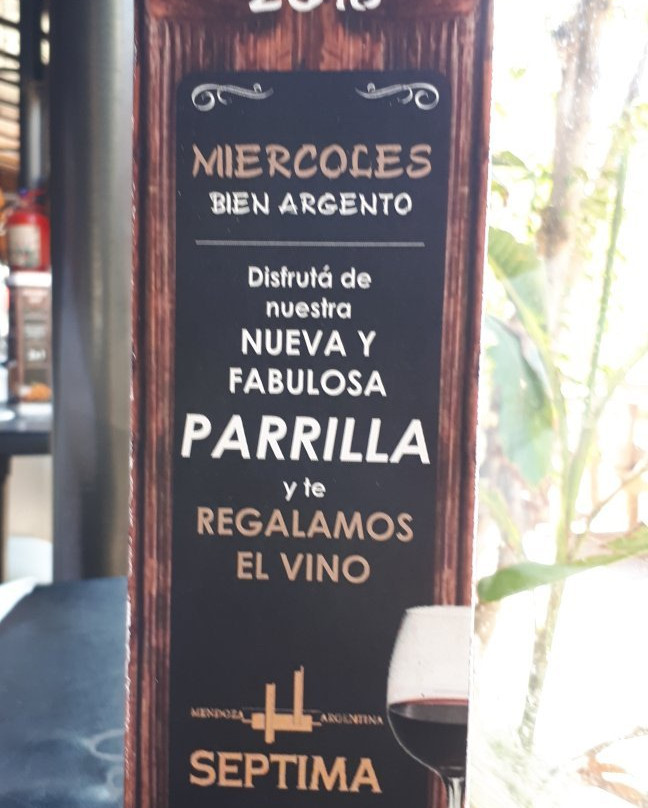 MIERCOLES
BIEN ARGENTO
Disfrutá de
nuestra
NUEVA Y
FABULOSA
PARRILLA
y te
REGALAMOS
EL VINO
MENDOZA ARGENTINA
SEPTIMA